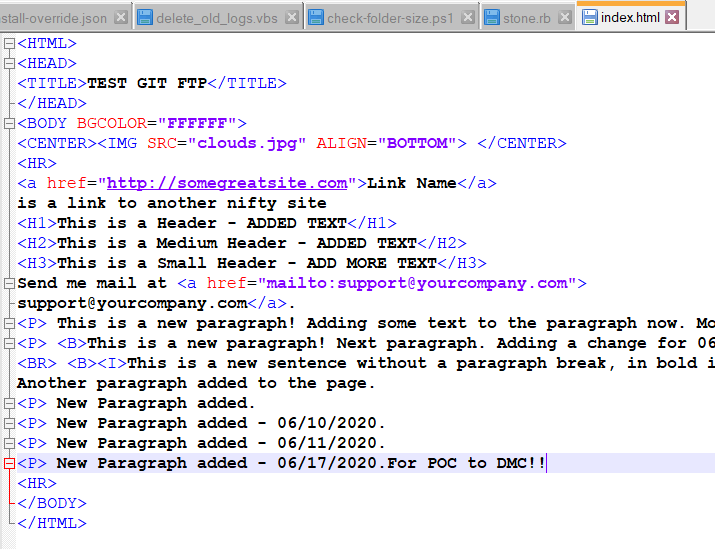 stall-override.json delete_old_logs.vbs check-folder-size.ps1 stone.rb index.html
<HTML>
<HEAD>
<TITLE>TEST GIT FTP</TITLE>
</HEAD>
<BODY BGCOLOR="FFFFFF">
<CENTER><IMG SRC="clouds.jpg" ALIGN="BOTTOM"> </CENTER>
<HR>
<a href="http://somegreatsite.com">Link Name</a>
is a link to another nifty site
<H1>This is a Header - ADDED TEXT</H1>
<H2>This is a Medium Header - ADDED TEXT</H2>
<H3>This is a Small Header - ADD MORE TEXT</H3>
Send me mail at <a href="mailto:support@yourcompany.com">
support@yourcompany.com</a>.
<P> This is a new paragraph! Adding some text to the paragraph now. Mo
<P> <B>This is a new paragraph! Next paragraph. Adding a change for 06
<BR> <B><I>This is a new sentence without a paragraph break, in bold i
Another paragraph added to the page.
<P> New Paragraph added.
<P> New Paragraph added - 06/10/2020.
<P> New Paragraph added - 06/11/2020.
<P> New Paragraph added - 06/17/2020.For POC to DMC!!
<HR>
</BODY>
</HTML>